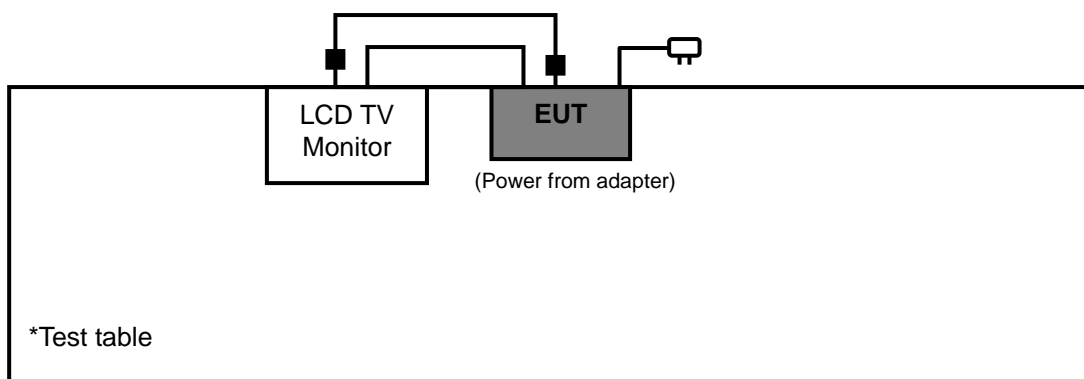 LCD TV
Monitor
EUT
(Power from adapter)
*Test table